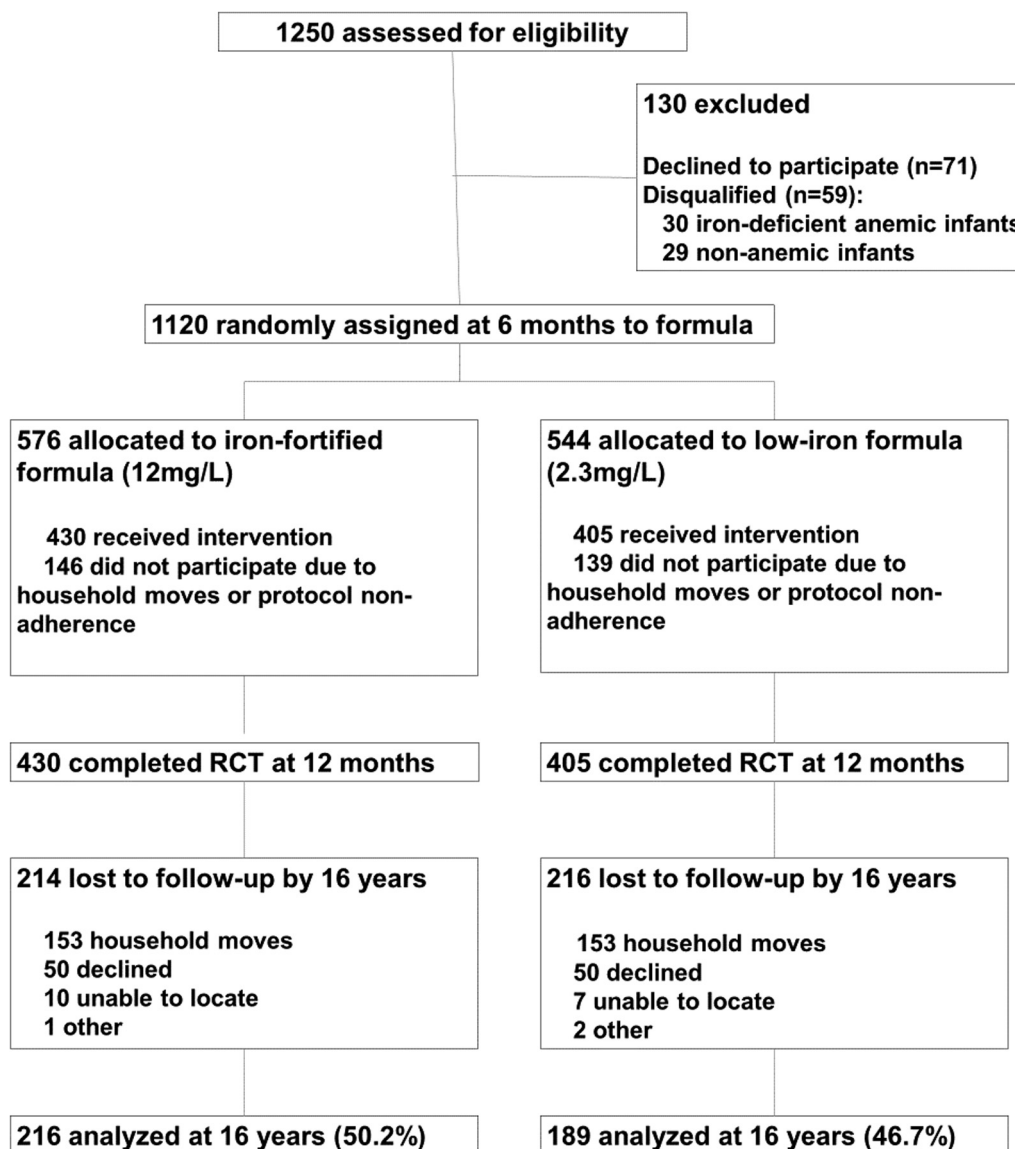 1250 assessed for eligibility
130 excluded
Declined to participate (n=71)
Disqualified (n=59):
30 iron-deficient anemic infants
29 non-anemic infants
1120 randomly assigned at 6 months to formula
576 allocated to iron-fortified
formula (12mg/L)
430 received intervention
146 did not participate due to
household moves or protocol non-
adherence
544 allocated to low-iron formula
(2.3mg/L)
405 received intervention
139 did not participate due to
household moves or protocol non-
adherence
430 completed RCT at 12 months
405 completed RCT at 12 months
214 lost to follow-up by 16 years
153 household moves
50 declined
10 unable to locate
1 other
216 lost to follow-up by 16 years
153 household moves
50 declined
7 unable to locate
2 other
216 analyzed at 16 years (50.2%)
189 analyzed at 16 years (46.7%)